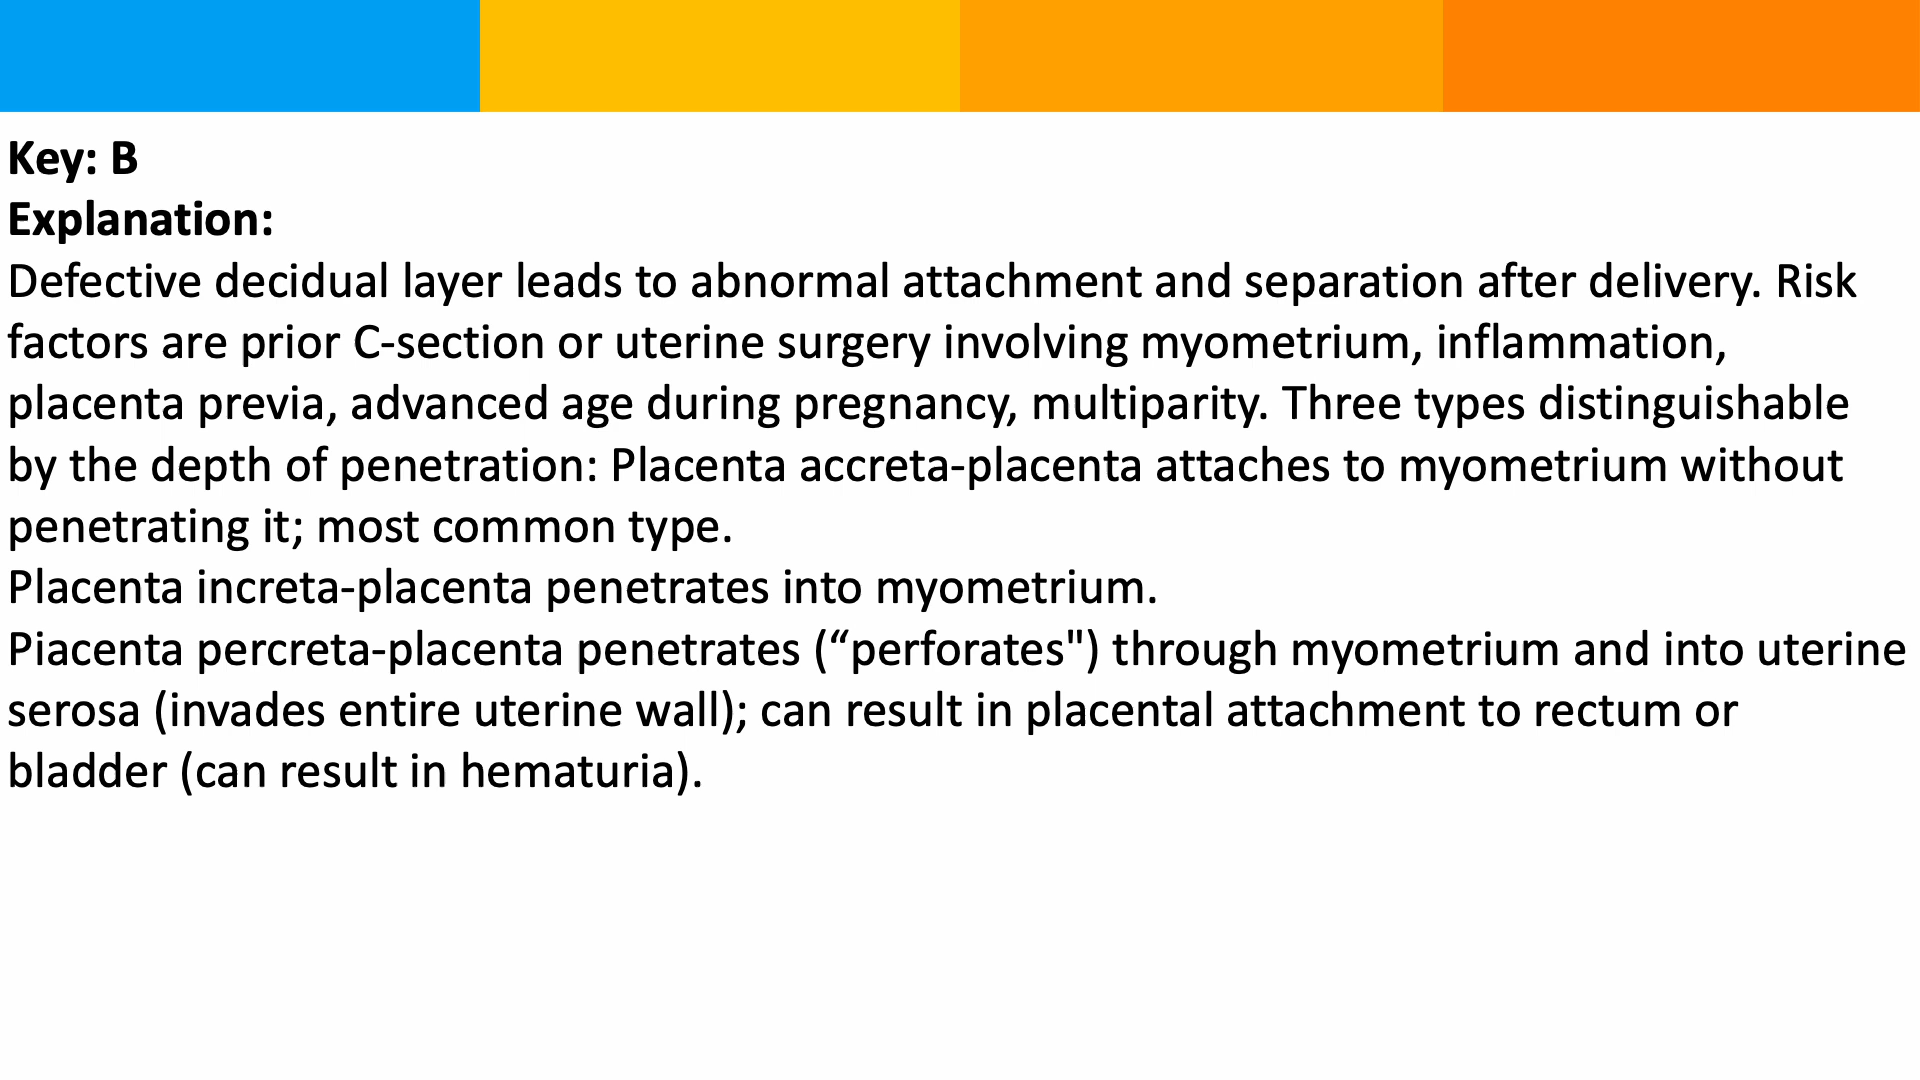 Key: B
Explanation:
Defective decidual layer leads to abnormal attachment and separation after delivery. Risk
factors are prior C-section or uterine surgery involving myometrium, inflammation,
placenta previa, advanced age during pregnancy, multiparity. Three types distinguishable
by the depth of penetration: Placenta accreta-placenta attaches to myometrium without
penetrating it; most common type.
Placenta increta-placenta penetrates into myometrium.
Piacenta percreta-placenta penetrates (“perforates") through myometrium and into uterine
serosa (invades entire uterine wall); can result in placental attachment to rectum or
bladder (can result in hematuria).